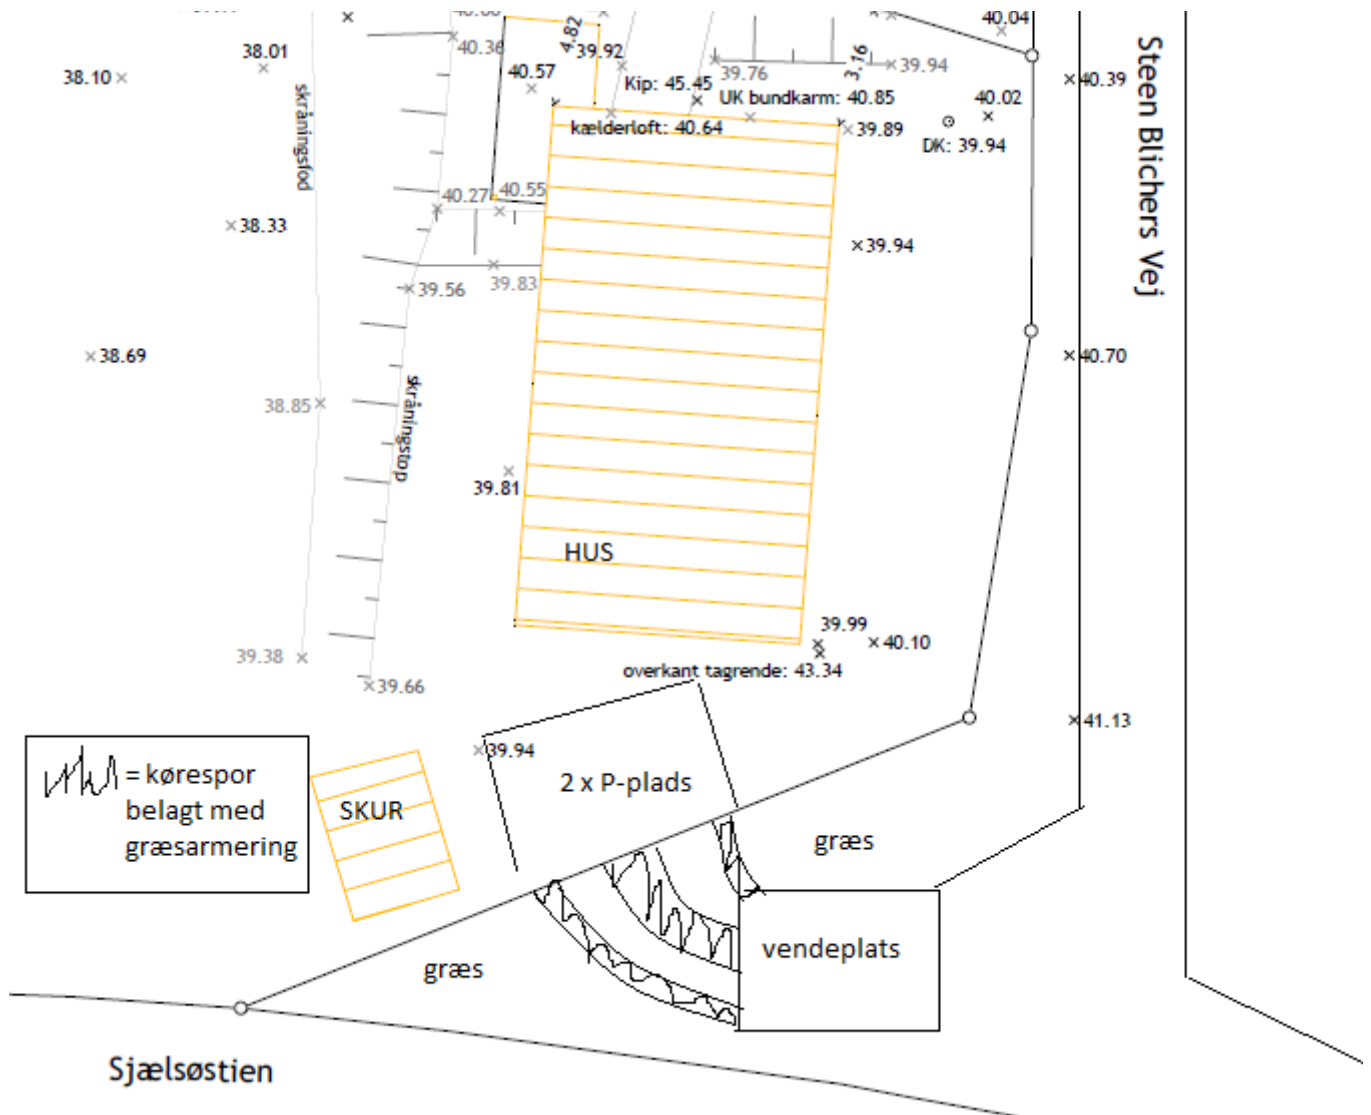 40.04
4.82
40.36
39.92
38.01
38.10
39.76
3.16
39.94
Steen Blichers Vej
40.39
40.57
Kip: 45.45
UK bundkarm: 40.85
40.02
skråningsfod
kælderloft: 40.64
39.89
DK: 39.94
40.27
40.55
38.33
39.94
39.83
39.56
38.69
40.70
38.85
skråningstop
39.81
HUS
39.99
40.10
39.38
overkant tagrende: 43.34
39.66
41.13
39.94
= kørespor
belagt med
græsarmering
2 x P-plads
SKUR
græs
vendeplats
græs
Sjælsøstien